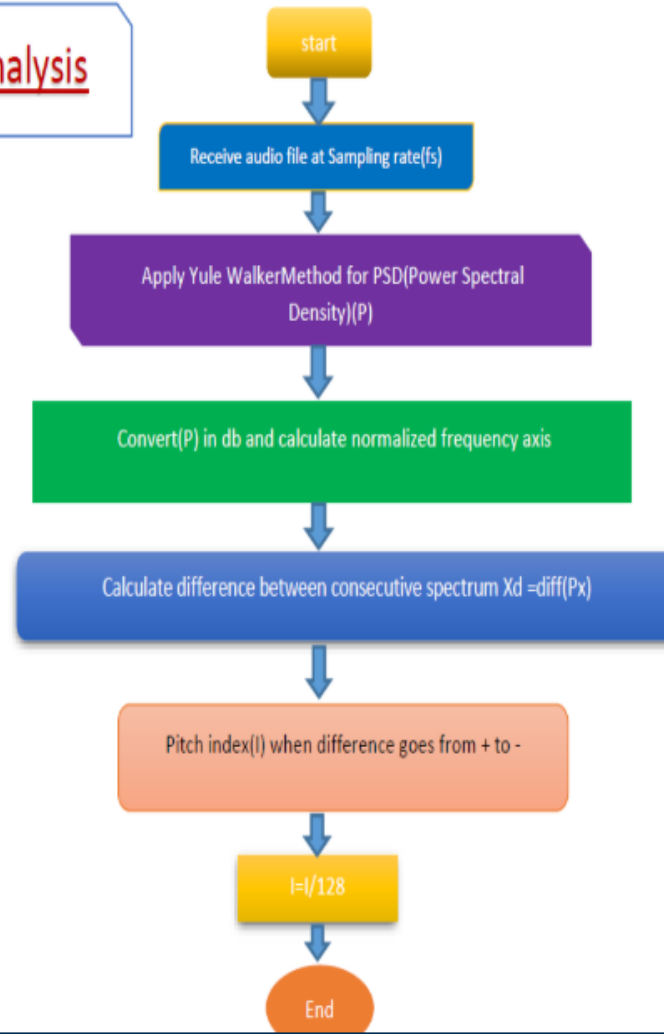 start
Receive audio file at Sampling rate(fs)
Apply Yule WalkerMethod for PSD(Power Spectral
Density)(P)
Convert(P) in db and calculate normalized frequency axis
Calculate difference between consecutive spectrum Xd =diff(Px)
Pitch index(I) when difference goes from + to -
I=I/128
End